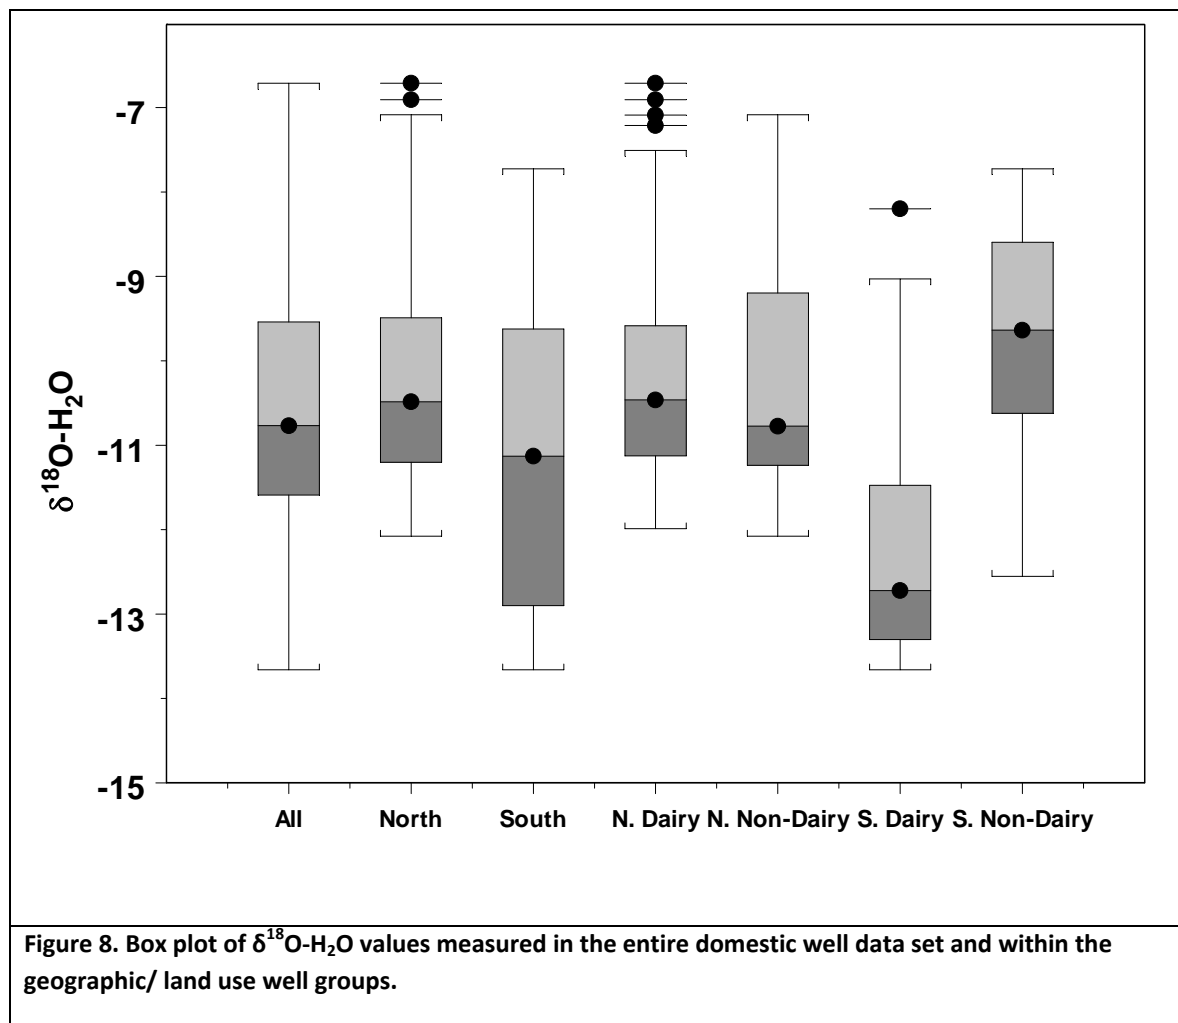 -7
-9
-11
-13
-15
δ¹⁸O-H₂O
All North South N. Dairy N. Non-Dairy S. Dairy S. Non-Dairy
Figure 8. Box plot of δ¹⁸O-H₂O values measured in the entire domestic well data set and within the
geographic/ land use well groups.